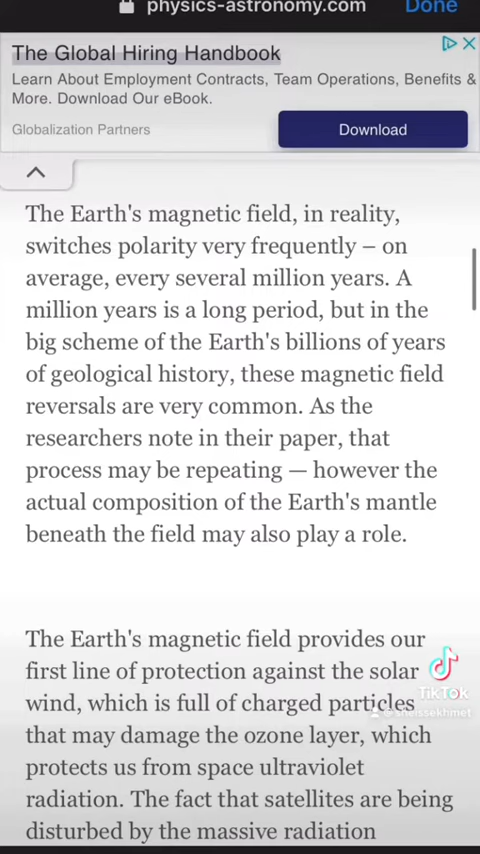 physics-astronomy.com
Done
The Global Hiring Handbook
Learn About Employment Contracts, Team Operations, Benefits &
More. Download Our eBook.
Globalization Partners
Download
The Earth's magnetic field, in reality,
switches polarity very frequently – on
average, every several million years. A
million years is a long period, but in the
big scheme of the Earth's billions of years
of geological history, these magnetic field
reversals are very common. As the
researchers note in their paper, that
process may be repeating — however the
actual composition of the Earth's mantle
beneath the field may also play a role.
The Earth's magnetic field provides our
first line of protection against the solar
wind, which is full of charged particles
that may damage the ozone layer, which
protects us from space ultraviolet
radiation. The fact that satellites are being
disturbed by the massive radiation
TikTok
@sheissekhmet